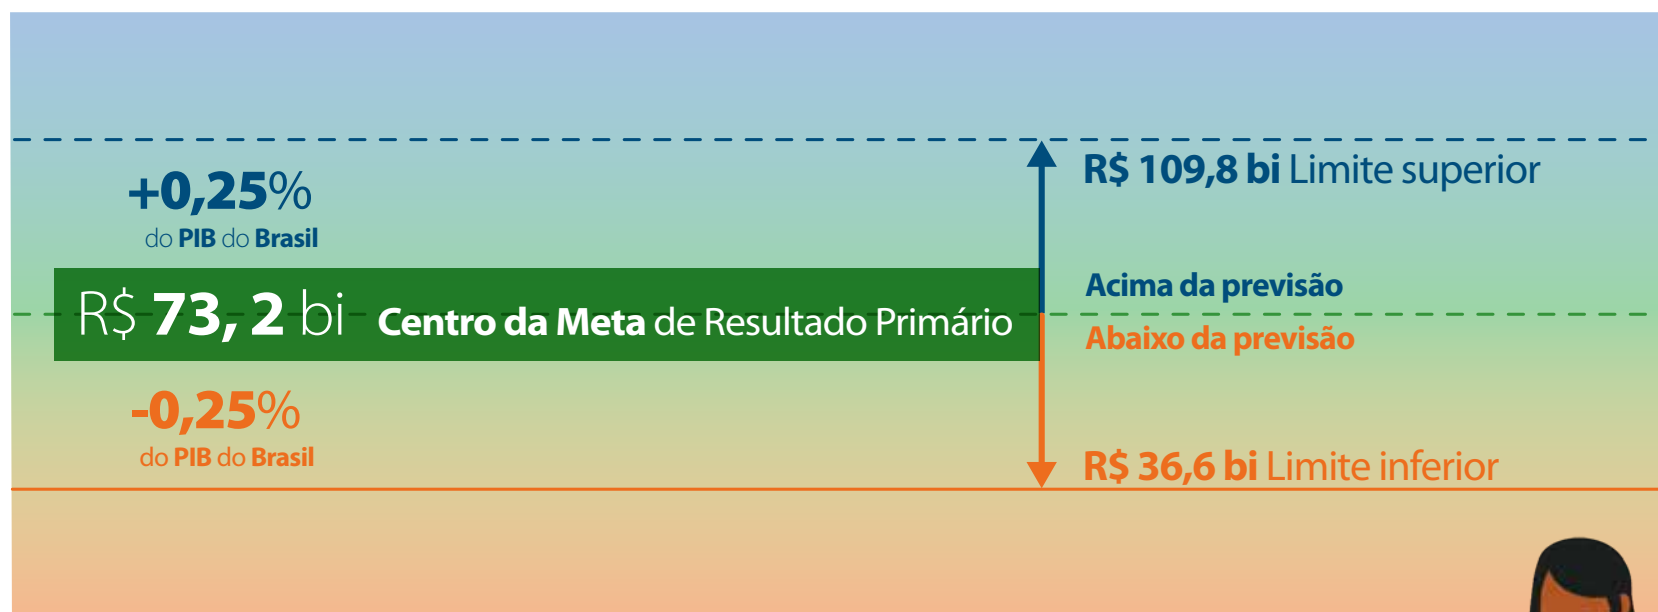 R$ 109,8 bi Limite superior
+0,25%
do PIB do Brasil
Acima da previsão
R$ 73, 2 bi Centro da Meta de Resultado Primário
Abaixo da previsão
-0,25%
do PIB do Brasil
R$ 36,6 bi Limite inferior